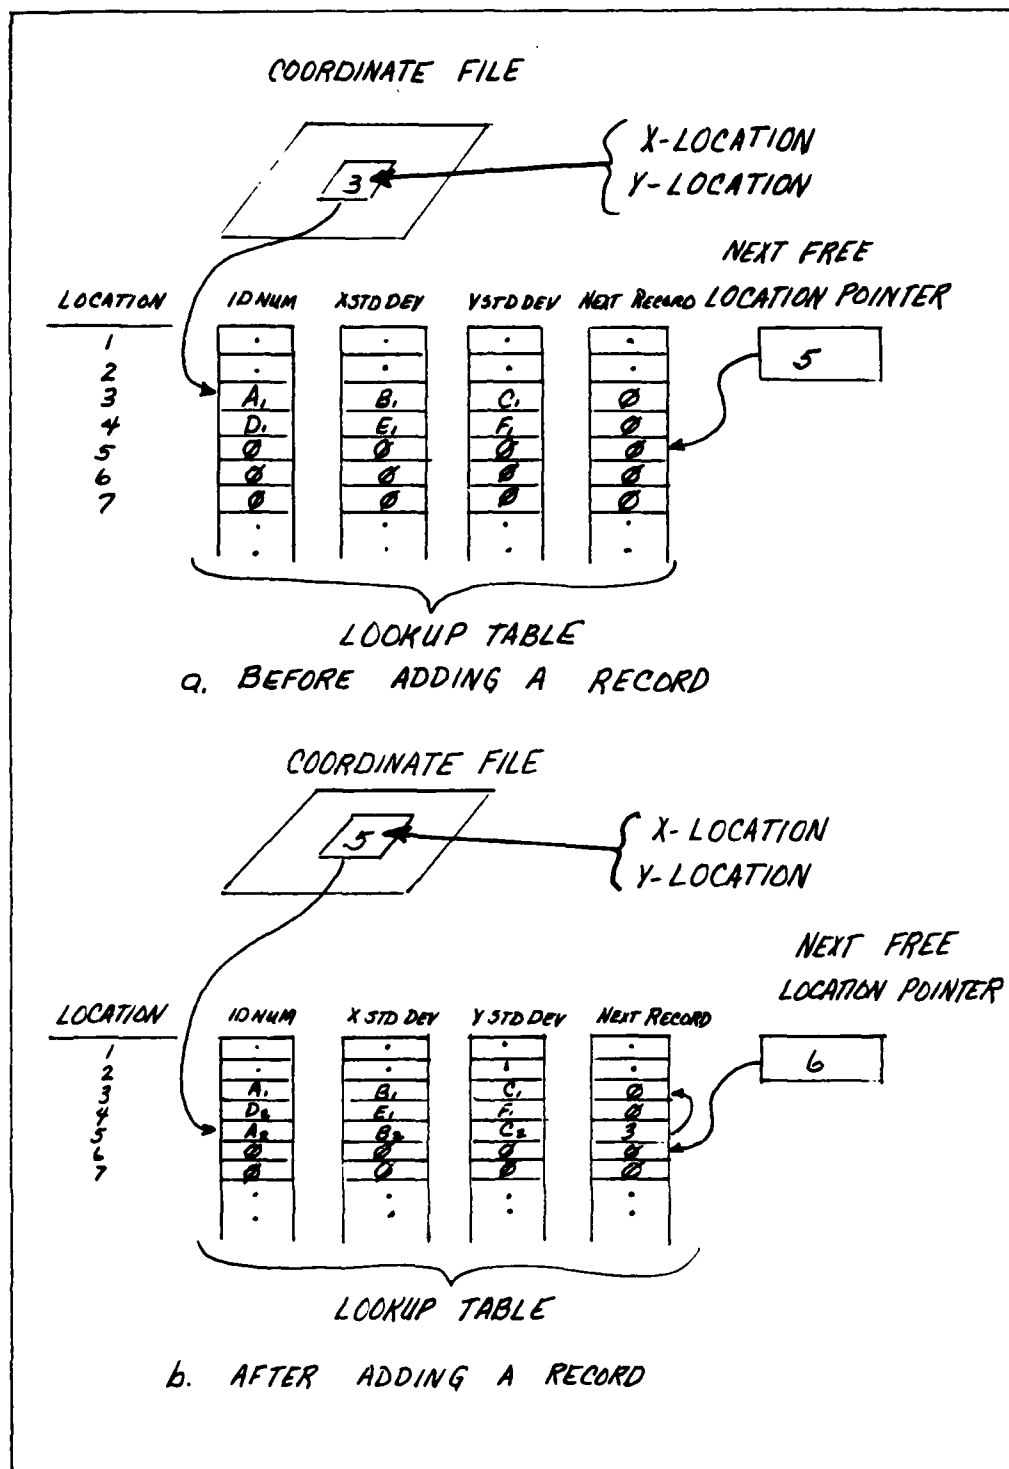 COORDINATE FILE
3
X-LOCATION
Y-LOCATION
NEXT FREE
LOCATION POINTER
5
LOCATION ID NUM X STD DEV Y STD DEV NEXT RECORD
1
2
3 A₁ B₁ C₁ Ø
4 D₁ E₁ F₁ Ø
5 Ø Ø Ø Ø
6 Ø Ø Ø Ø
7 Ø Ø Ø Ø
LOOKUP TABLE
a. BEFORE ADDING A RECORD
COORDINATE FILE
5
X-LOCATION
Y-LOCATION
NEXT FREE
LOCATION POINTER
6
LOCATION ID NUM X STD DEV Y STD DEV NEXT RECORD
1
2
3 A₁ B₁ C₁ Ø
4 D₂ E₁ F₁ Ø
5 A₂ B₂ C₂ 3
6 Ø Ø Ø Ø
7 Ø Ø Ø Ø
LOOKUP TABLE
b. AFTER ADDING A RECORD